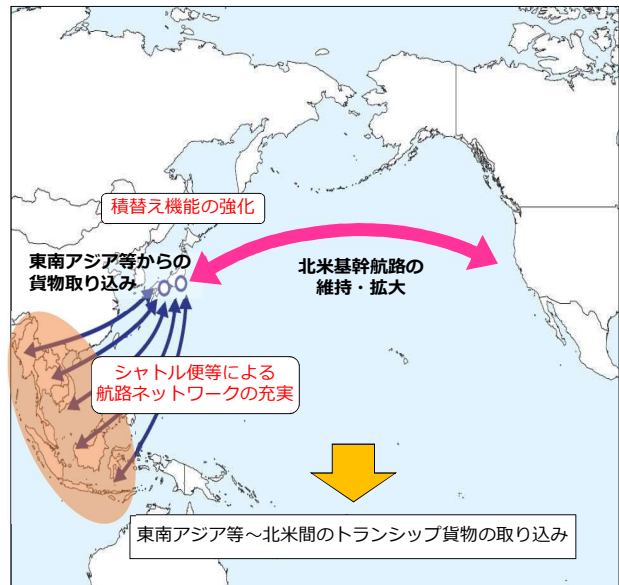 積替え機能の強化
東南アジア等からの
貨物取り込み
北米基幹航路の
維持・拡大
シャトル便等による
航路ネットワークの充実
東南アジア等～北米間のトランシップ貨物の取り込み